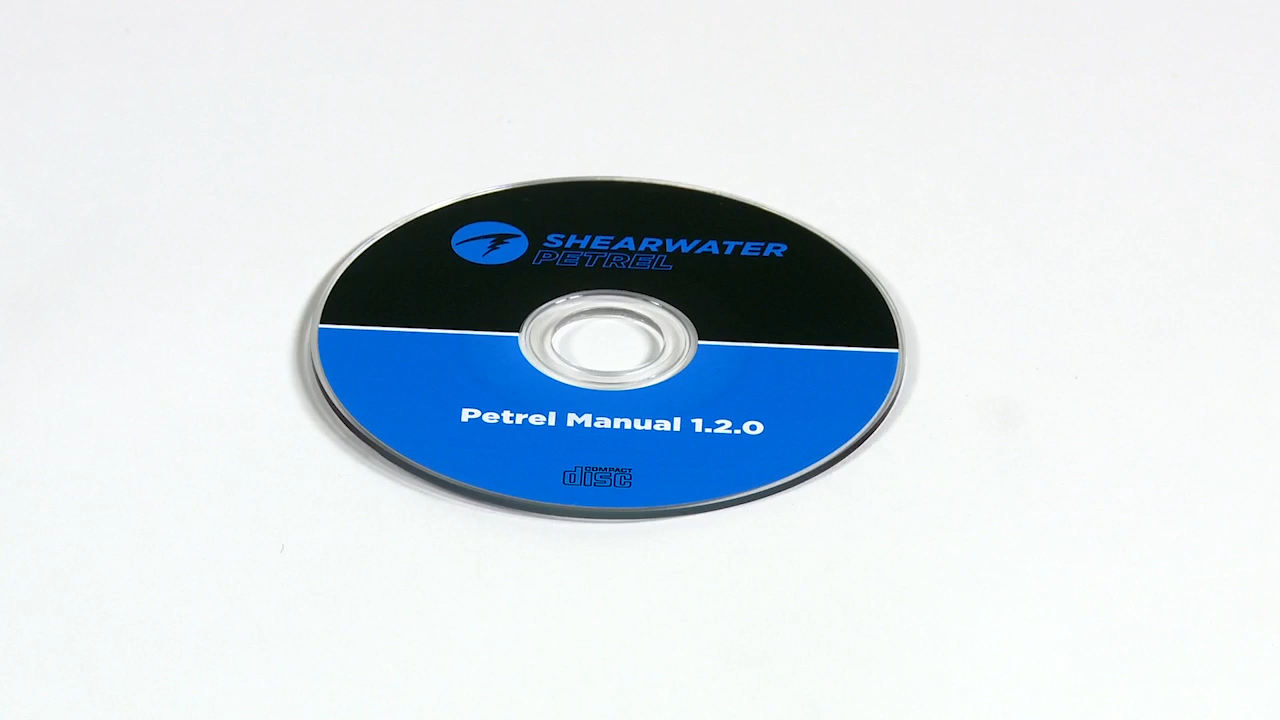 SHEARWATER
PETREL
Petrel Manual 1.2.0
COMPACT
disc